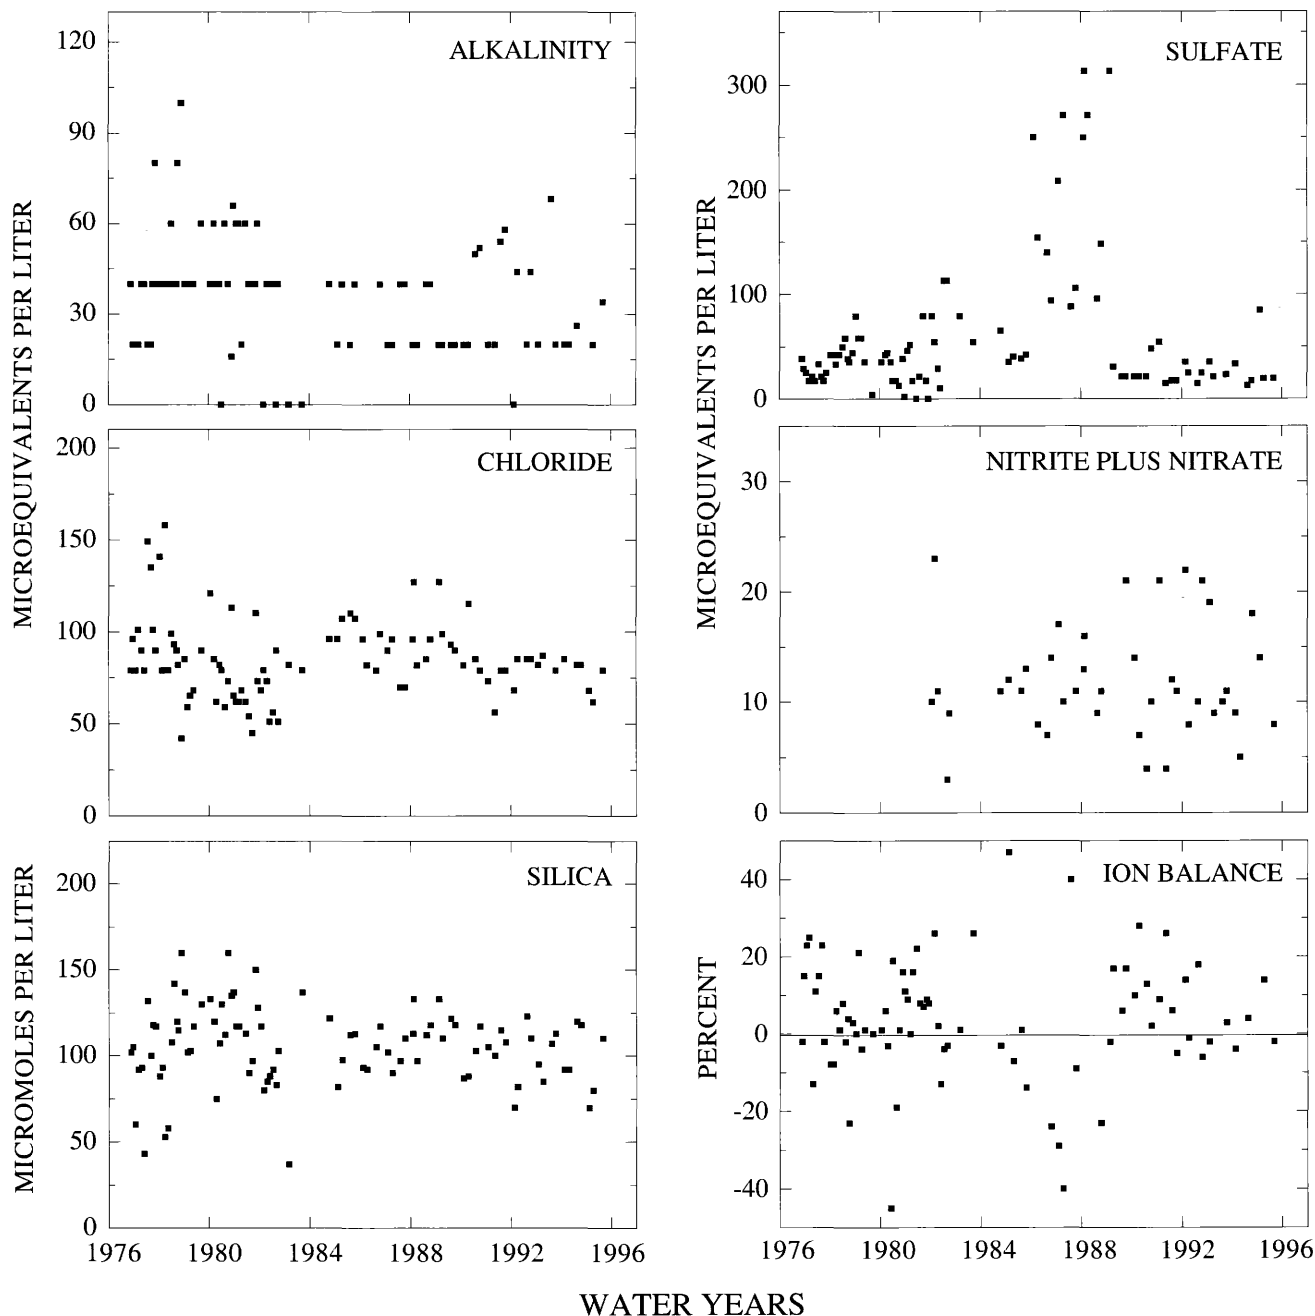 MICROEQUIVALENTS PER LITER
ALKALINITY
120
90
60
30
0
CHLORIDE
200
150
100
50
0
MICROMOLES PER LITER
SILICA
200
150
100
50
0
1976 1980 1984 1988 1992 1996
MICROEQUIVALENTS PER LITER
SULFATE
300
200
100
0
NITRITE PLUS NITRATE
30
20
10
0
PERCENT
ION BALANCE
40
20
0
-20
-40
1976 1980 1984 1988 1992 1996
WATER YEARS